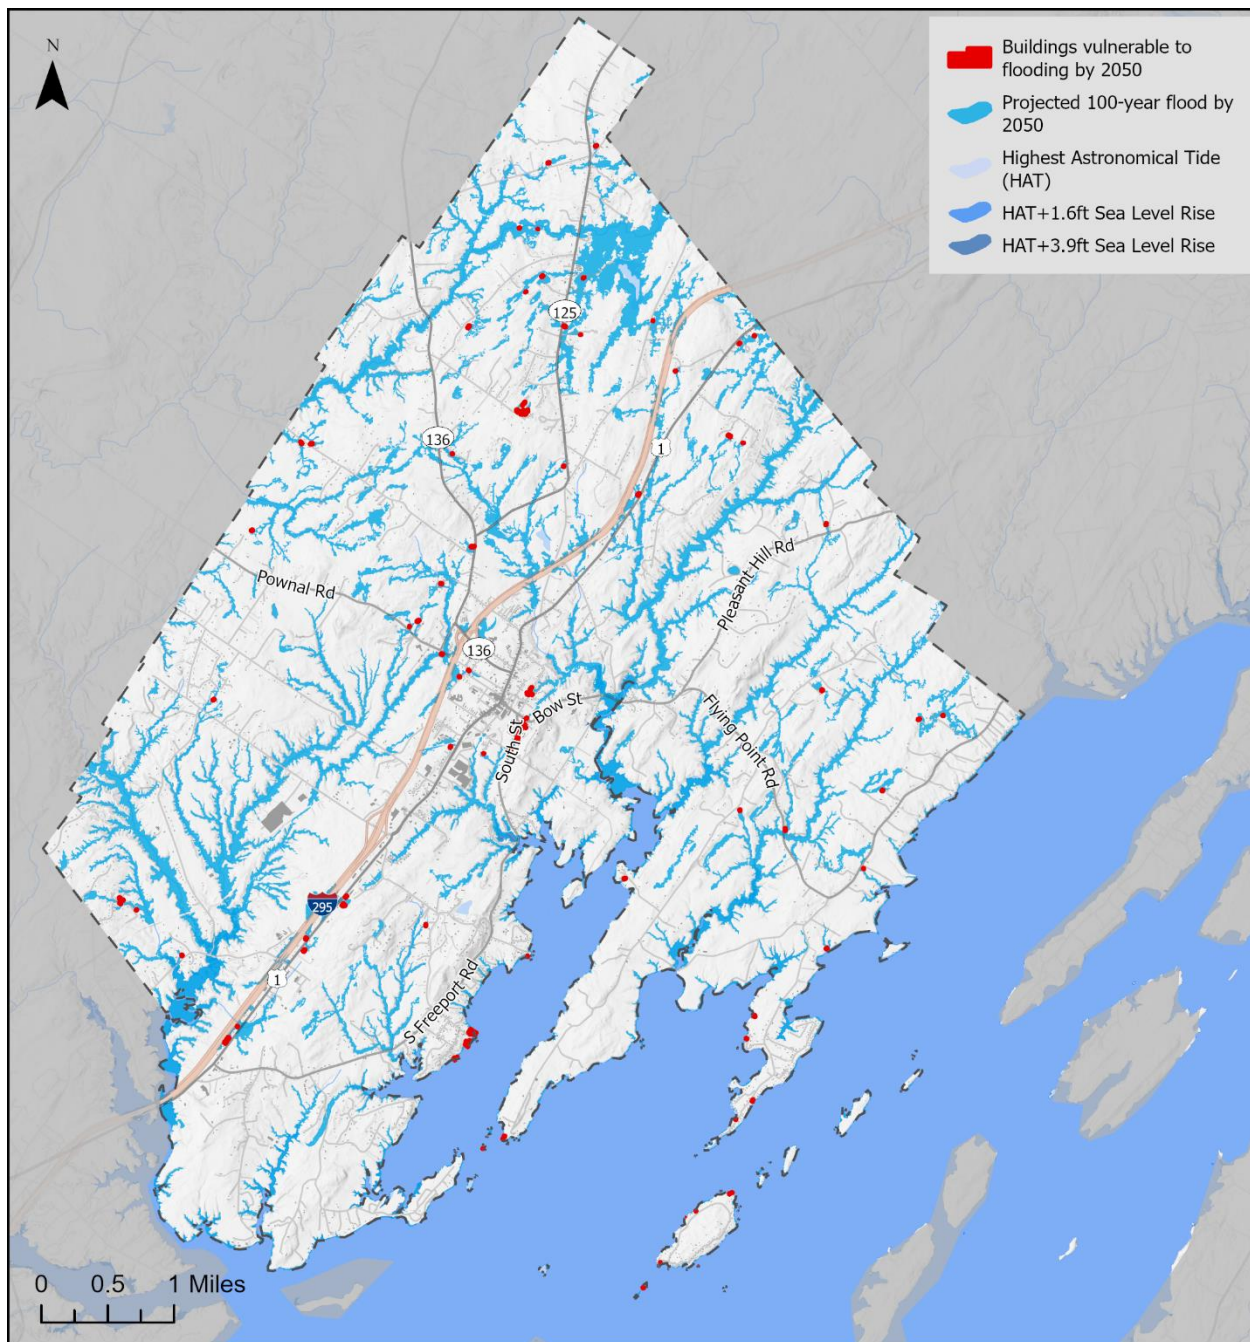 N
Buildings vulnerable to
flooding by 2050
Projected 100-year flood by
2050
Highest Astronomical Tide
(HAT)
HAT+1.6ft Sea Level Rise
HAT+3.9ft Sea Level Rise
125
136
1
Pownal Rd
Pleasant Hill Rd
136
Bow St
South St
Flying Point Rd
295
1
S Freeport Rd
0 0.5 1 Miles